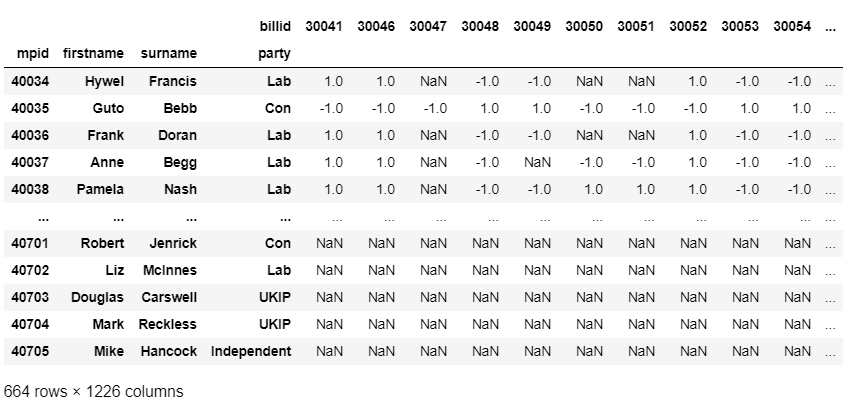 billid 30041 30046 30047 30048 30049 30050 30051 30052 30053 30054 ...
mpid firstname surname party
40034 Hywel Francis Lab 1.0 1.0 NaN -1.0 -1.0 NaN NaN 1.0 -1.0 -1.0 ...
40035 Guto Bebb Con -1.0 -1.0 -1.0 1.0 1.0 -1.0 -1.0 -1.0 1.0 1.0 ...
40036 Frank Doran Lab 1.0 1.0 NaN -1.0 -1.0 NaN NaN 1.0 -1.0 -1.0 ...
40037 Anne Begg Lab 1.0 1.0 NaN -1.0 NaN -1.0 -1.0 1.0 -1.0 -1.0 ...
40038 Pamela Nash Lab 1.0 1.0 NaN -1.0 -1.0 1.0 1.0 1.0 -1.0 -1.0 ...
... ... ... ... ... ... ... ... ... ... ... ... ... ... ...
40701 Robert Jenrick Con NaN NaN NaN NaN NaN NaN NaN NaN NaN NaN ...
40702 Liz McInnes Lab NaN NaN NaN NaN NaN NaN NaN NaN NaN NaN ...
40703 Douglas Carswell UKIP NaN NaN NaN NaN NaN NaN NaN NaN NaN NaN ...
40704 Mark Reckless UKIP NaN NaN NaN NaN NaN NaN NaN NaN NaN NaN ...
40705 Mike Hancock Independent NaN NaN NaN NaN NaN NaN NaN NaN NaN NaN ...
664 rows × 1226 columns